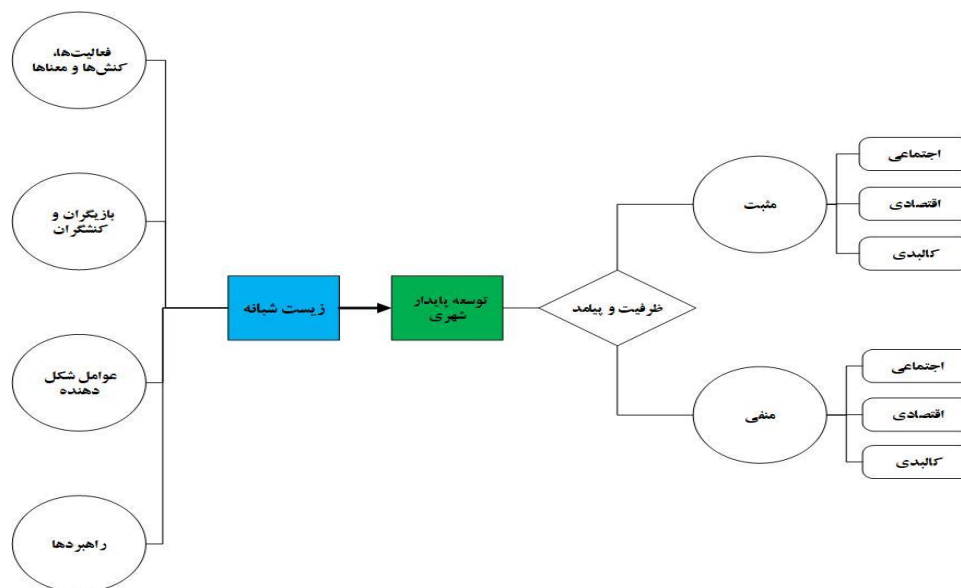 فعالیت‌ها،
کنش‌ها و معناها
بازیگران و
کنشگران
عوامل شکل
دهنده
راهبردها
زیست شبانه
توسعه پایدار
شهری
ظرفیت و پیامد
مثبت
اجتماعی
اقتصادی
کالبدی
منفی
اجتماعی
اقتصادی
کالبدی